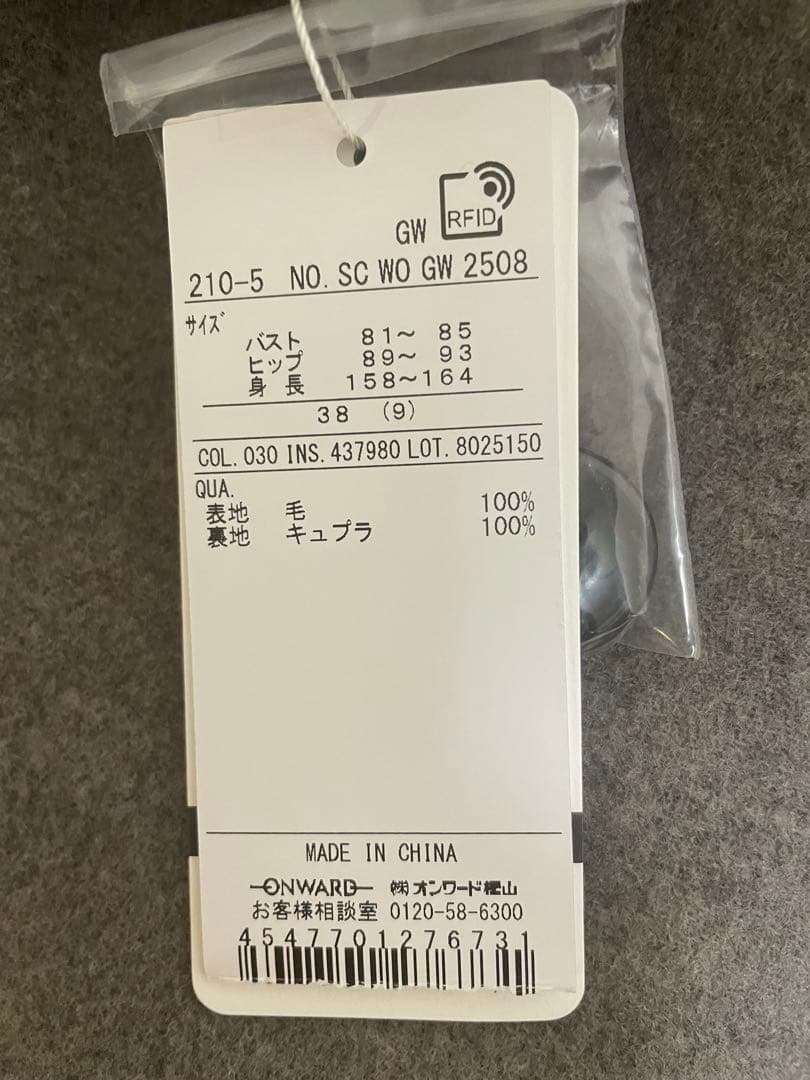 RFID
GW
210-5 NO. SC WO GW 2508
サイズ
バスト 81～ 85
ヒップ 89～ 93
身長 158～164
38 (9)
COL. 030 INS. 437980 LOT. 8025150
QUA.
表地 毛 100%
裏地 キュプラ 100%
MADE IN CHINA
ONWARD ㈱オンワード樫山
お客様相談室 0120-58-6300
4547701276731